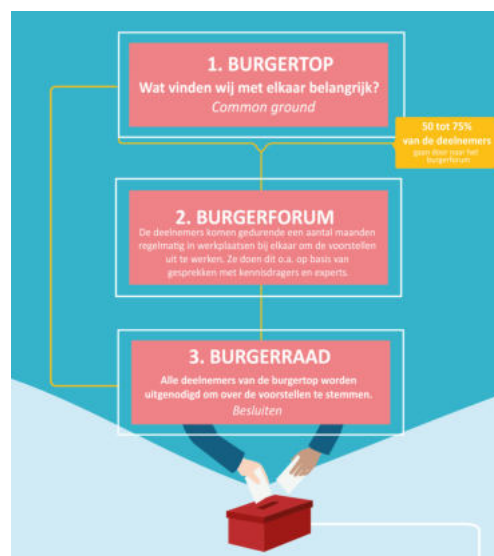 1. BURGERTOP
Wat vinden wij met elkaar belangrijk?
Common ground
50 tot 75%
van de deelnemers
gaan door naar het
burgerforum
2. BURGERFORUM
De deelnemers komen gedurende een aantal maanden
regelmatig in werkplaatsen bij elkaar om de voorstellen
uit te werken. Ze doen dit o.a. op basis van
gesprekken met kennisdragers en experts.
3. BURGERRAAD
Alle deelnemers van de burgertop worden
uitgenodigd om over de voorstellen te stemmen.
Besluiten